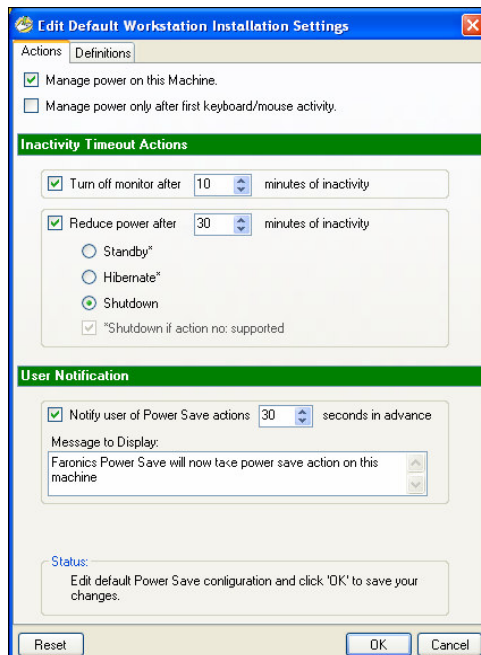 Edit Default Workstation Installation Settings
Actions Definitions
Manage power on this Machine.
Manage power only after first keyboard/mouse activity.
Inactivity Timeout Actions
Turn off monitor after 10 minutes of inactivity
Reduce power after 30 minutes of inactivity
Standby*
Hibernate*
Shutdown
*Shutdown if action no: supported
User Notification
Notify user of Power Save actions 30 seconds in advance
Message to Display:
Faronics Power Save will now take power save action on this
machine
Status:
Edit default Power Save configuration and click 'OK' to save your
changes.
Reset OK Cancel